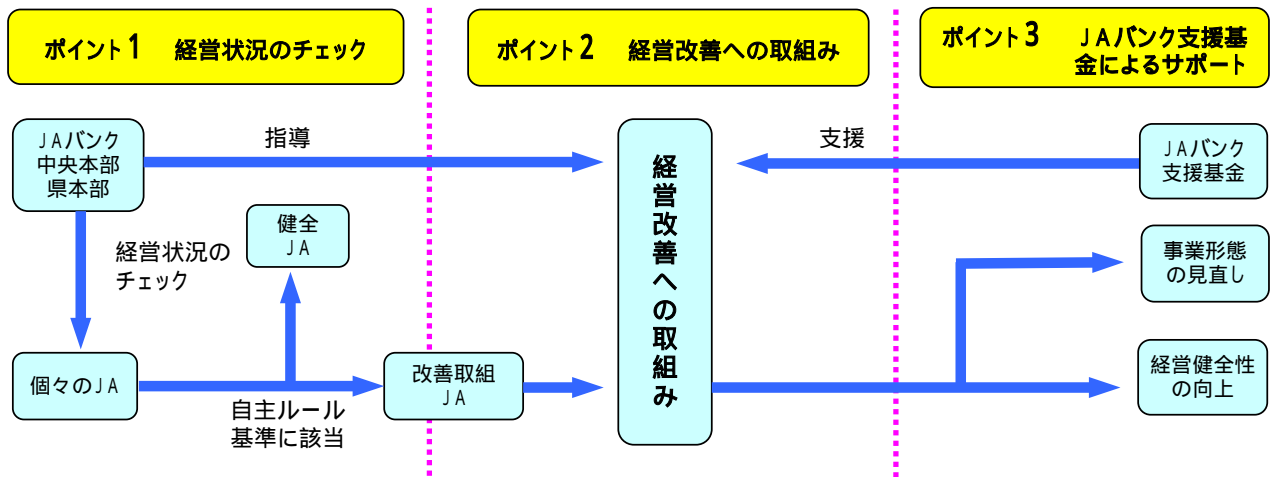 ポイント1　経営状況のチェック
ポイント2　経営改善への取組み
ポイント3　JAバンク支援基
金によるサポート
JAバンク
中央本部
県本部
指導
支援
JAバンク
支援基金
経営改善への取組み
健全
JA
経営状況の
チェック
事業形態
の見直し
個々のJA
改善取組
JA
経営健全性
の向上
自主ルール
基準に該当